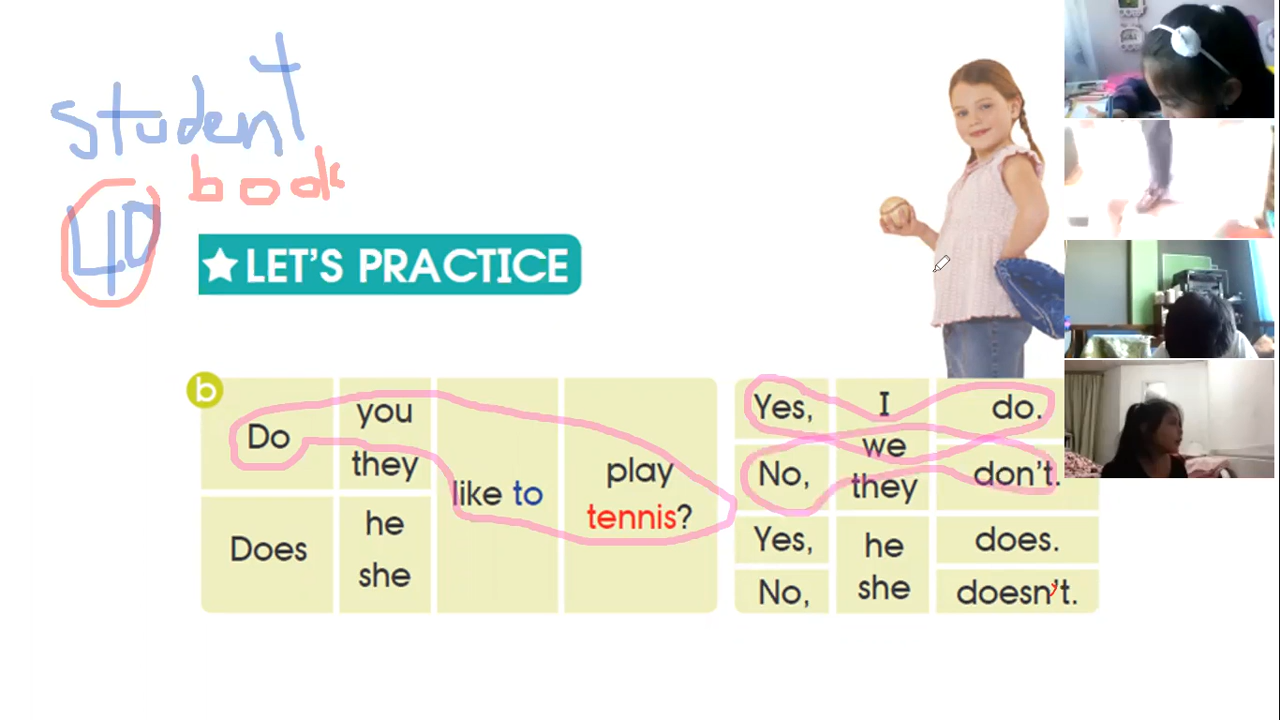 student
book
40
LET'S PRACTICE
b
Do you they like to play tennis?
Does he she
Yes, I we they do.
No, don't.
Yes, he she does.
No, doesn't.